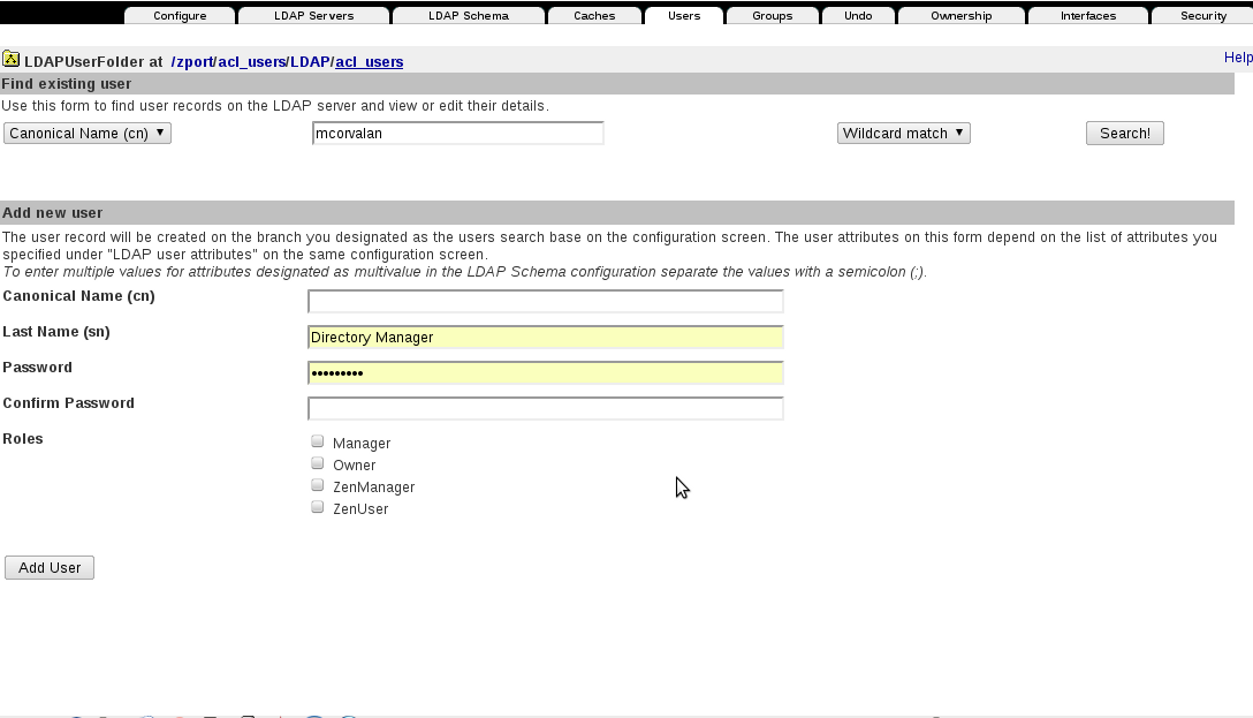 Configure LDAP Servers LDAP Schema Caches Users Groups Undo Ownership Interfaces Security
LDAPUserFolder at /zport/acl_users/LDAP/acl_users Help
Find existing user
Use this form to find user records on the LDAP server and view or edit their details.
Canonical Name (cn) ▼ mcorvalan Wildcard match ▼ Search!
Add new user
The user record will be created on the branch you designated as the users search base on the configuration screen. The user attributes on this form depend on the list of attributes you
specified under "LDAP user attributes" on the same configuration screen.
To enter multiple values for attributes designated as multivalue in the LDAP Schema configuration separate the values with a semicolon (;).
Canonical Name (cn)
Last Name (sn) Directory Manager
Password •••••••••
Confirm Password
Roles
Manager
Owner
ZenManager
ZenUser
Add User